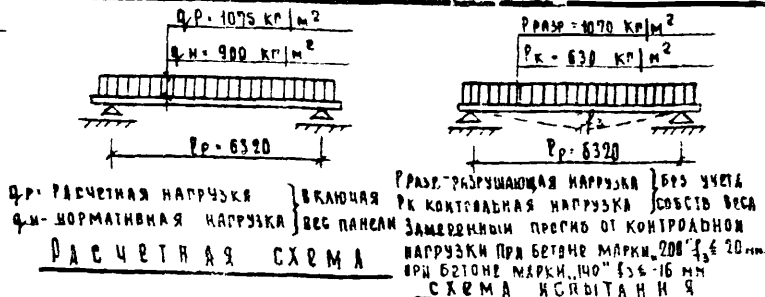 qр = 1075 кг/м²
qн = 900 кг/м²
ℓр = 6320
qр - РАСЧЕТНАЯ НАГРУЗКА } ВКЛЮЧАЯ
qн - НОРМАТИВНАЯ НАГРУЗКА } ВЕС ПАНЕЛИ
РАСЧЕТНАЯ СХЕМА
Рразр = 1070 кг/м²
Рк = 630 кг/м²
f₃
ℓр = 6320
Рразр. - РАЗРУШАЮЩАЯ НАГРУЗКА } БЕЗ УЧЕТА
Рк КОНТРОЛЬНАЯ НАГРУЗКА } СОБСТВ ВЕСА
ЗАМЕРЕННЫЙ ПРОГИБ ОТ КОНТРОЛЬНОЙ
НАГРУЗКИ ПРИ БЕТОНЕ МАРКИ „200" f₃ ≤ 20 мм
ПРИ БЕТОНЕ МАРКИ „140" f₃ ≤ 16 мм
СХЕМА ИСПЫТАНИЯ